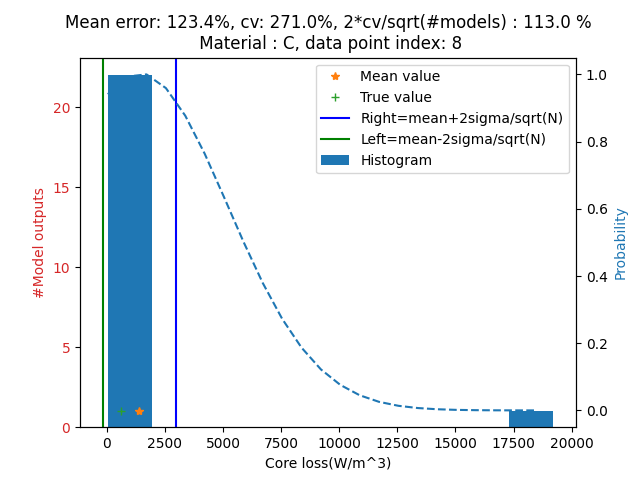 Mean error: 123.4%, cv: 271.0%, 2*cv/sqrt(#models) : 113.0 %
Material : C, data point index: 8
Mean value
True value
Right=mean+2sigma/sqrt(N)
Left=mean-2sigma/sqrt(N)
Histogram
20
15
10
5
0
#Model outputs
1.0
0.8
0.6
0.4
0.2
0.0
Probability
0
2500
5000
7500
10000
12500
15000
17500
20000
Core loss(W/m^3)